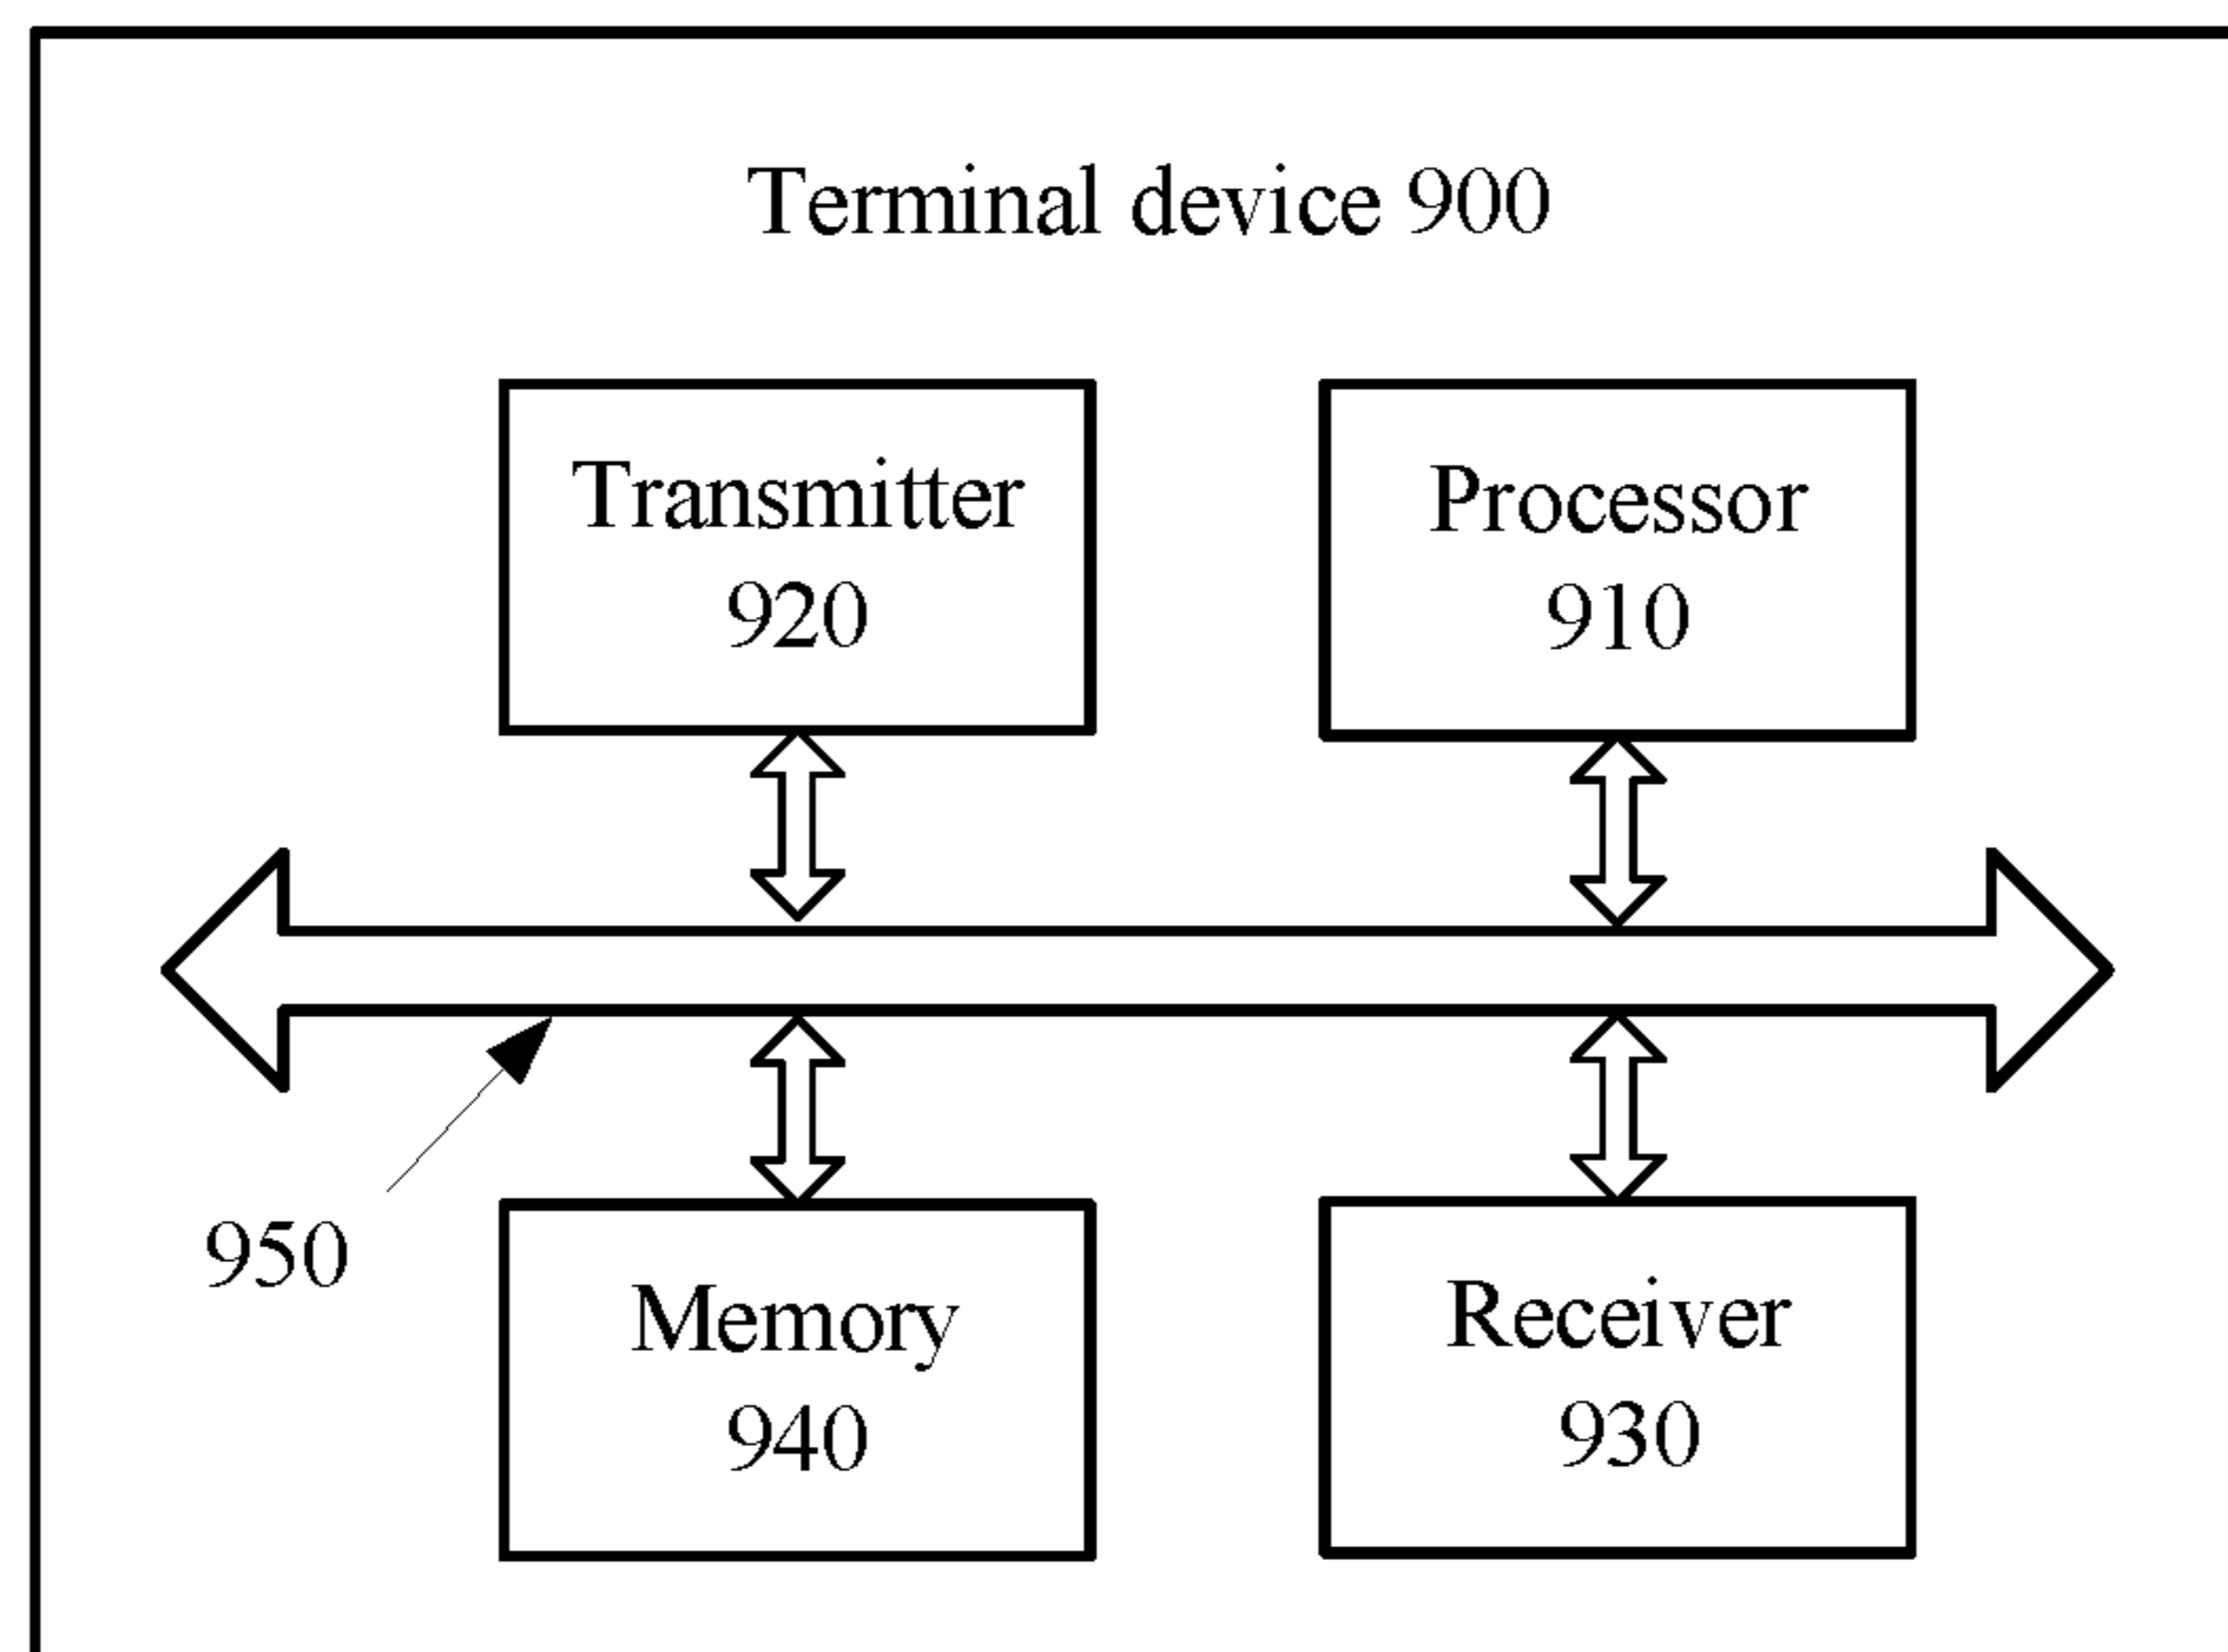 Terminal device 900
Transmitter
920
Processor
910
950
Memory
940
Receiver
930